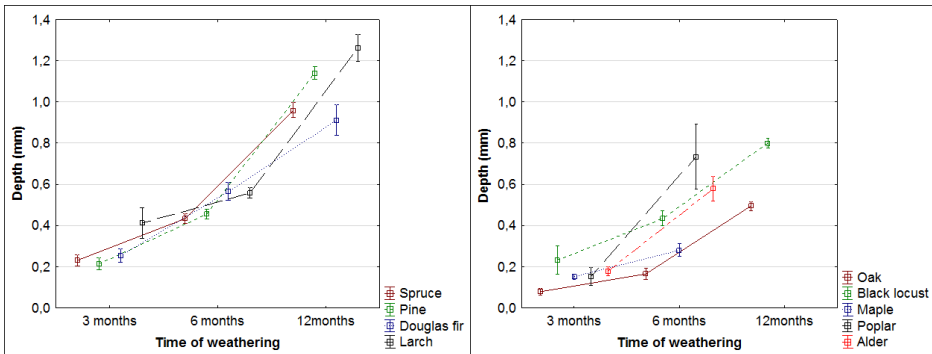 1,4
1,2
1,0
0,8
0,6
0,4
0,2
0,0
Depth (mm)
3 months
6 months
12months
Time of weathering
Spruce
Pine
Douglas fir
Larch
1,4
1,2
1,0
0,8
0,6
0,4
0,2
0,0
Depth (mm)
3 months
6 months
12months
Time of weathering
Oak
Black locust
Maple
Poplar
Alder